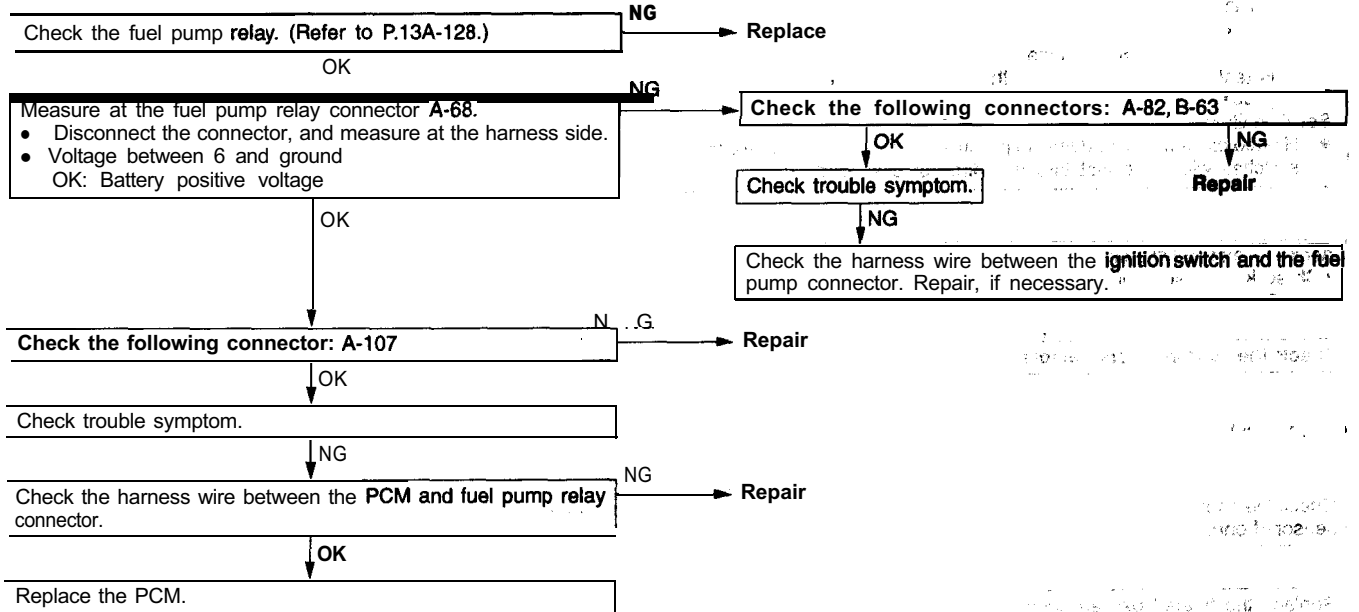 Check the fuel pump relay. (Refer to P.13A-128.)
NG
Replace
OK
Measure at the fuel pump relay connector A-68.
• Disconnect the connector, and measure at the harness side.
• Voltage between 6 and ground
OK: Battery positive voltage
NG
Check the following connectors: A-82, B-63
OK
NG
Check trouble symptom.
Repair
NG
Check the harness wire between the ignition switch and the fuel
pump connector. Repair, if necessary.
OK
Check the following connector: A-107
N G
Repair
OK
Check trouble symptom.
NG
Check the harness wire between the PCM and fuel pump relay
connector.
NG
Repair
OK
Replace the PCM.